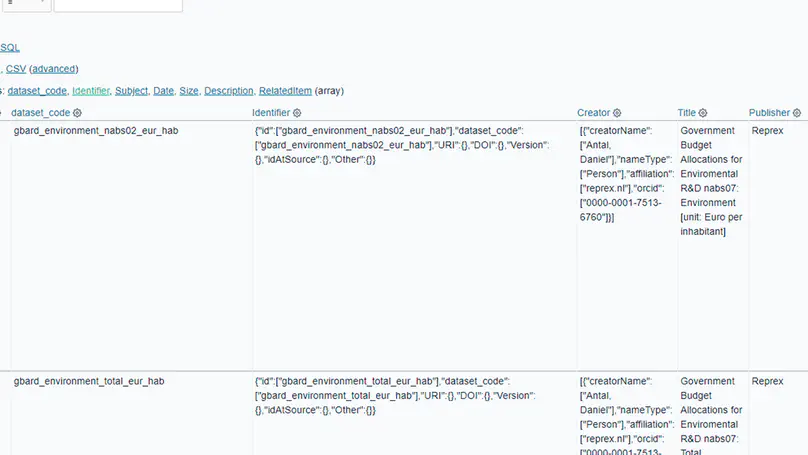 SQL
, CSV (advanced)
s: dataset_code, Identifier, Subject, Date, Size, Description, RelatedItem (array)
dataset_code Identifier Creator Title Publisher
gbard_environment_nabs02_eur_hab {"id":["gbard_environment_nabs02_eur_hab"],"dataset_code": [{"creatorName": Government Reprex
["gbard_environment_nabs02_eur_hab"],"URI":{},"DOI":{},"Version": ["Antal, Budget
{},"idAtSource":{},"Other":{}} Daniel"],"nameType": Allocations for
["Person"],"affiliation": Enviromental
["reprex.nl"],"orcid": R&D nabs07:
["0000-0001-7513- Environment
6760"]}] [unit: Euro per
inhabitant]
gbard_environment_total_eur_hab {"id":["gbard_environment_total_eur_hab"],"dataset_code": [{"creatorName": Government Reprex
["gbard_environment_total_eur_hab"],"URI":{},"DOI":{},"Version": ["Antal, Budget
{},"idAtSource":{},"Other":{}} Daniel"],"nameType": Allocations for
["Person"],"affiliation": Enviromental
["reprex.nl"],"orcid": R&D nabs07:
["0000-0001-7513- Total